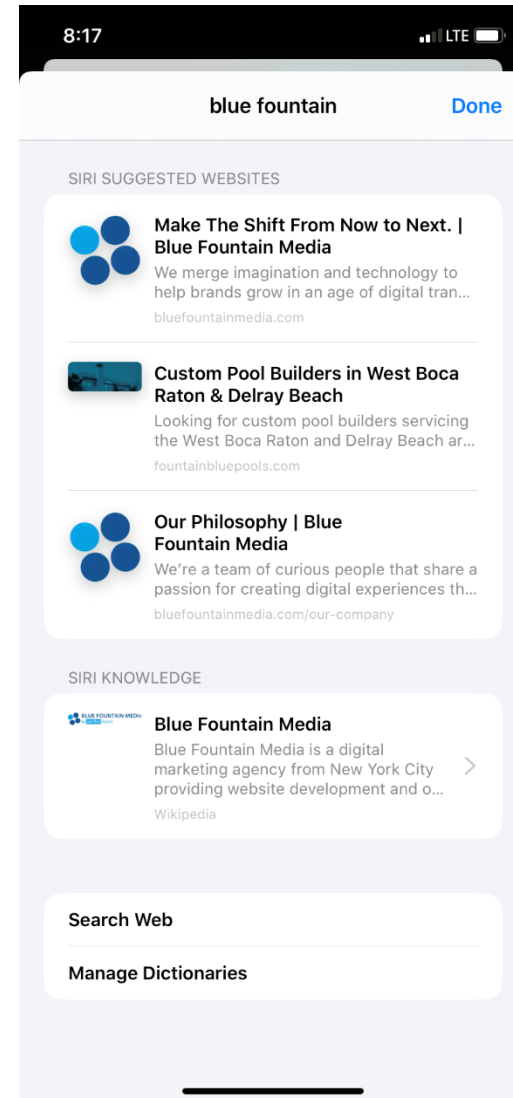 8:17 LTE
blue fountain Done
SIRI SUGGESTED WEBSITES
Make The Shift From Now to Next. |
Blue Fountain Media
We merge imagination and technology to
help brands grow in an age of digital tran...
bluefountainmedia.com
Custom Pool Builders in West Boca
Raton & Delray Beach
Looking for custom pool builders servicing
the West Boca Raton and Delray Beach ar...
fountainbluepools.com
Our Philosophy | Blue
Fountain Media
We're a team of curious people that share a
passion for creating digital experiences th...
bluefountainmedia.com/our-company
SIRI KNOWLEDGE
BLUE FOUNTAIN MEDIA
Blue Fountain Media
Blue Fountain Media is a digital
marketing agency from New York City
providing website development and o...
Wikipedia
Search Web
Manage Dictionaries